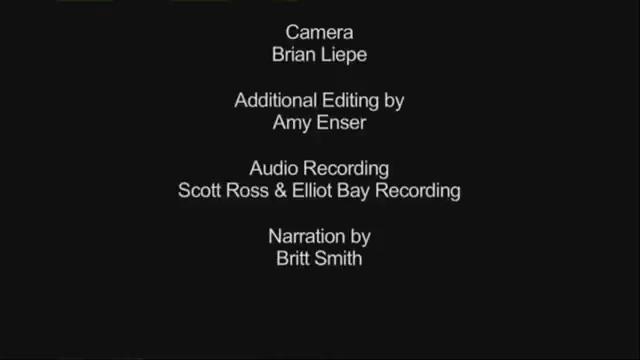 Camera
Brian Liepe
Additional Editing by
Amy Enser
Audio Recording
Scott Ross & Elliot Bay Recording
Narration by
Britt Smith